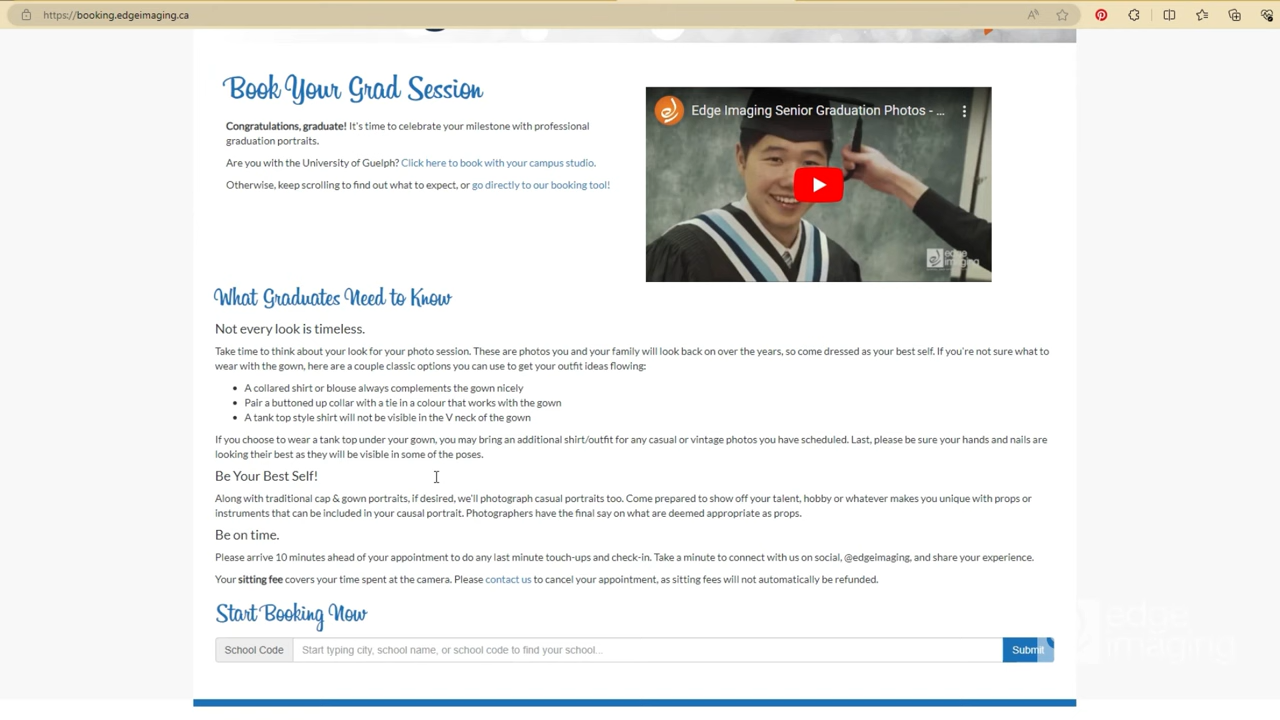 https://booking.edgeimaging.ca
Book Your Grad Session
Congratulations, graduate! It's time to celebrate your milestone with professional
graduation portraits.
Are you with the University of Guelph? Click here to book with your campus studio.
Otherwise, keep scrolling to find out what to expect, or go directly to our booking tool!
Edge Imaging Senior Graduation Photos - ...
edge
imaging
What Graduates Need to Know
Not every look is timeless.
Take time to think about your look for your photo session. These are photos you and your family will look back on over the years, so come dressed as your best self. If you're not sure what to
wear with the gown, here are a couple classic options you can use to get your outfit ideas flowing:
• A collared shirt or blouse always complements the gown nicely
• Pair a buttoned up collar with a tie in a colour that works with the gown
• A tank top style shirt will not be visible in the V neck of the gown
If you choose to wear a tank top under your gown, you may bring an additional shirt/outfit for any casual or vintage photos you have scheduled. Last, please be sure your hands and nails are
looking their best as they will be visible in some of the poses.
Be Your Best Self!
Along with traditional cap & gown portraits, if desired, we'll photograph casual portraits too. Come prepared to show off your talent, hobby or whatever makes you unique with props or
instruments that can be included in your causal portrait. Photographers have the final say on what are deemed appropriate as props.
Be on time.
Please arrive 10 minutes ahead of your appointment to do any last minute touch-ups and check-in. Take a minute to connect with us on social, @edgeimaging, and share your experience.
Your sitting fee covers your time spent at the camera. Please contact us to cancel your appointment, as sitting fees will not automatically be refunded.
Start Booking Now
School Code Start typing city, school name, or school code to find your school... Submit
edge
imaging